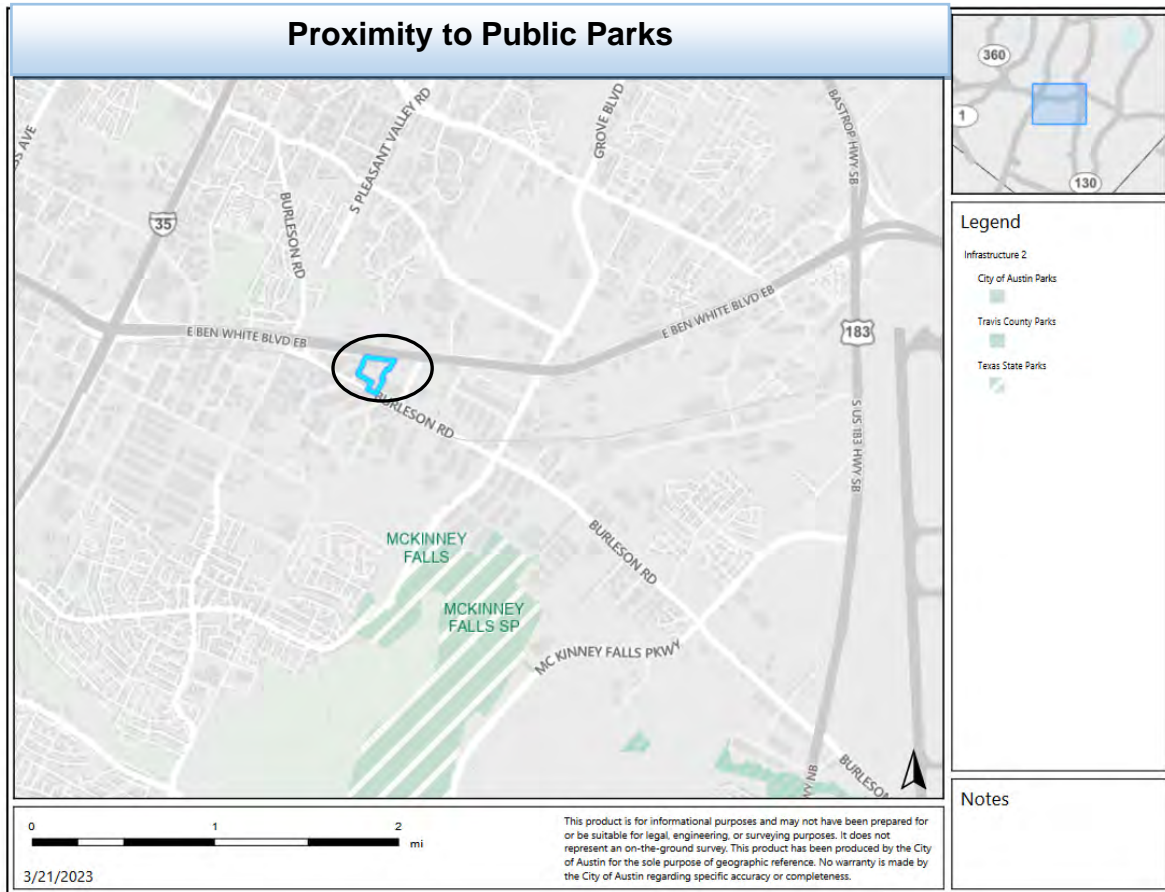 Proximity to Public Parks
360
1
130
BASTROP HWY SB
GROVE BLVD
S PLEASANT VALLEY RD
BURLESON RD
35
E BEN WHITE BLVD EB
E BEN WHITE BLVD EB
183
BURLESON RD
S US 183 HWY SB
BURLESON RD
MCKINNEY
FALLS
MCKINNEY
FALLS SP
MC KINNEY FALLS PKWY
WY NB
BURLESON
Legend
Infrastructure 2
City of Austin Parks
Travis County Parks
Texas State Parks
Notes
0 1 2
mi
3/21/2023
This product is for informational purposes and may not have been prepared for
or be suitable for legal, engineering, or surveying purposes. It does not
represent an on-the-ground survey. This product has been produced by the City
of Austin for the sole purpose of geographic reference. No warranty is made by
the City of Austin regarding specific accuracy or completeness.